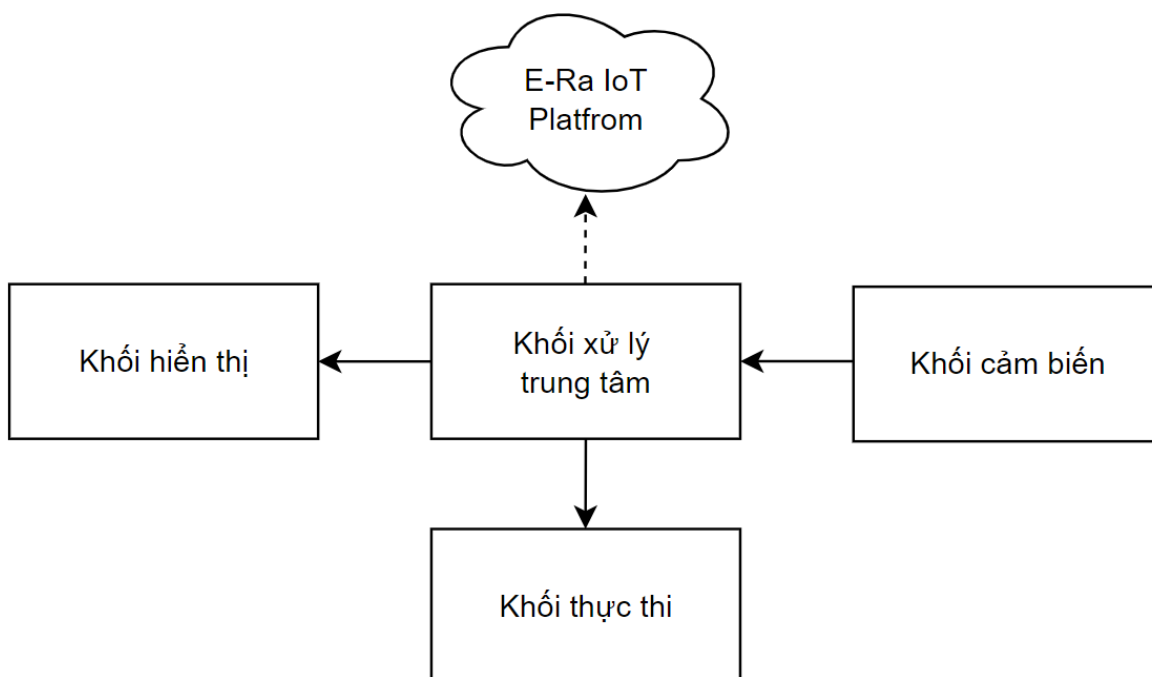 E-Ra IoT
Platfrom
Khối hiển thị
Khối xử lý
trung tâm
Khối cảm biến
Khối thực thi